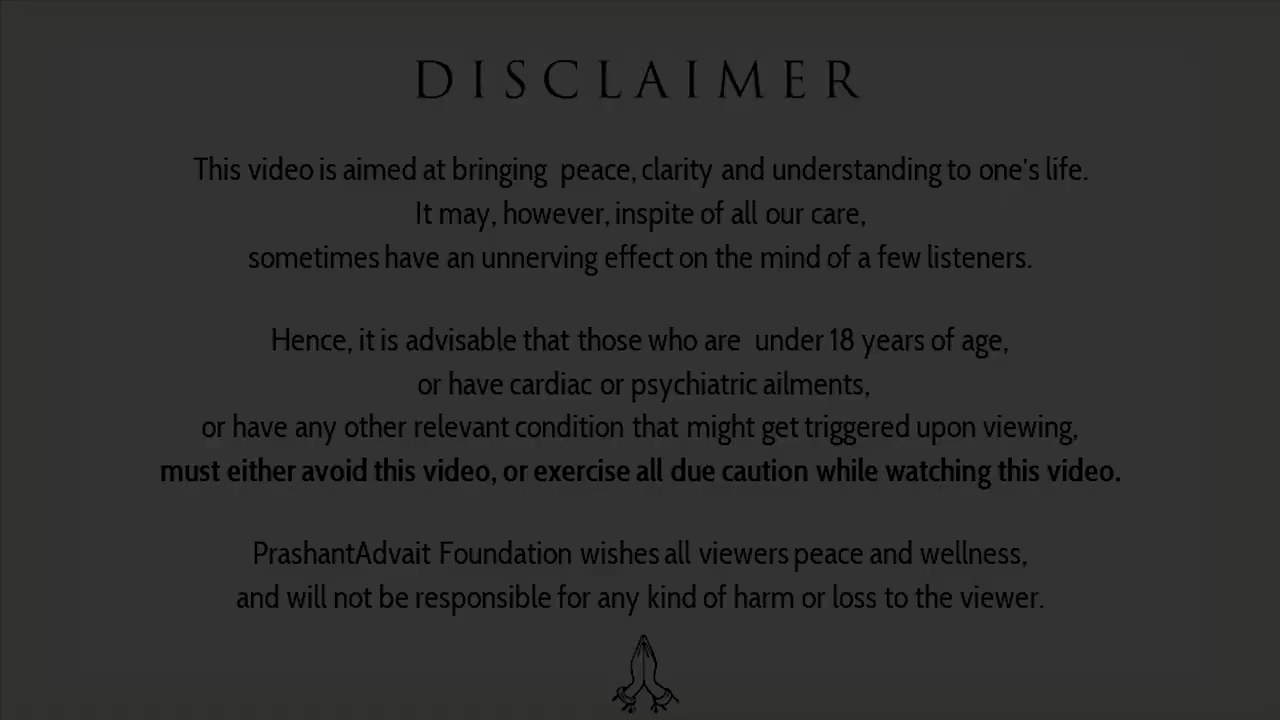 DISCLAIMER
This video is aimed at bringing peace, clarity and understanding to one's life.
It may, however, inspite of all our care,
sometimes have an unnerving effect on the mind of a few listeners.
Hence, it is advisable that those who are under 18 years of age,
or have cardiac or psychiatric ailments,
or have any other relevant condition that might get triggered upon viewing,
must either avoid this video, or exercise all due caution while watching this video.
PrashantAdvait Foundation wishes all viewers peace and wellness,
and will not be responsible for any kind of harm or loss to the viewer.